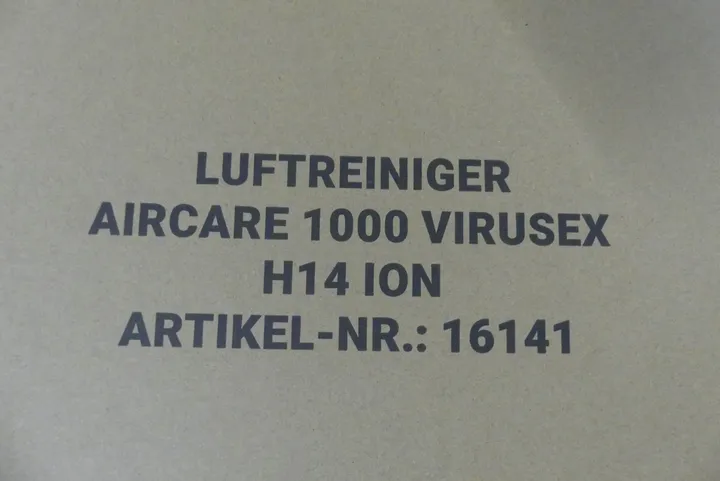 LUFTREINIGER
AIRCARE 1000 VIRUSEX
H14 ION
ARTIKEL-NR.: 16141